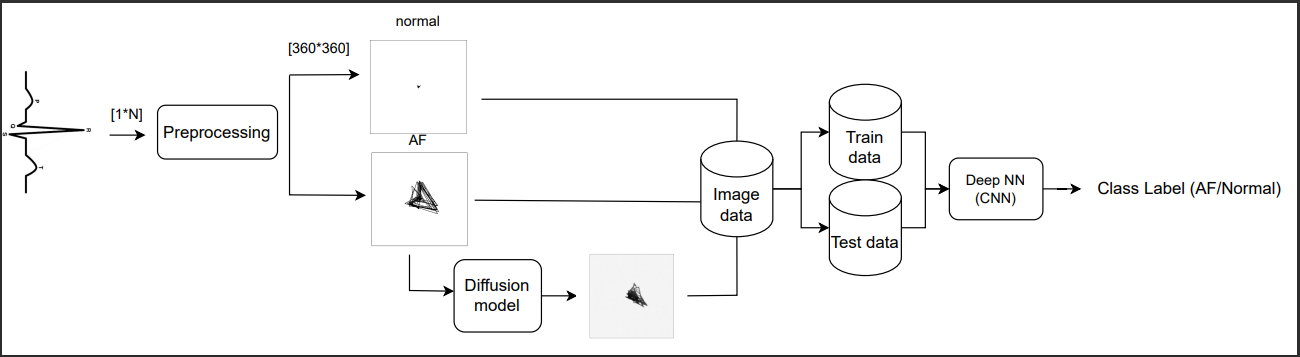 normal
[360*360]
P
Q
R
S
T
[1*N]
Preprocessing
AF
Image
data
Train
data
Test data
Diffusion
model
Deep NN
(CNN)
Class Label (AF/Normal)